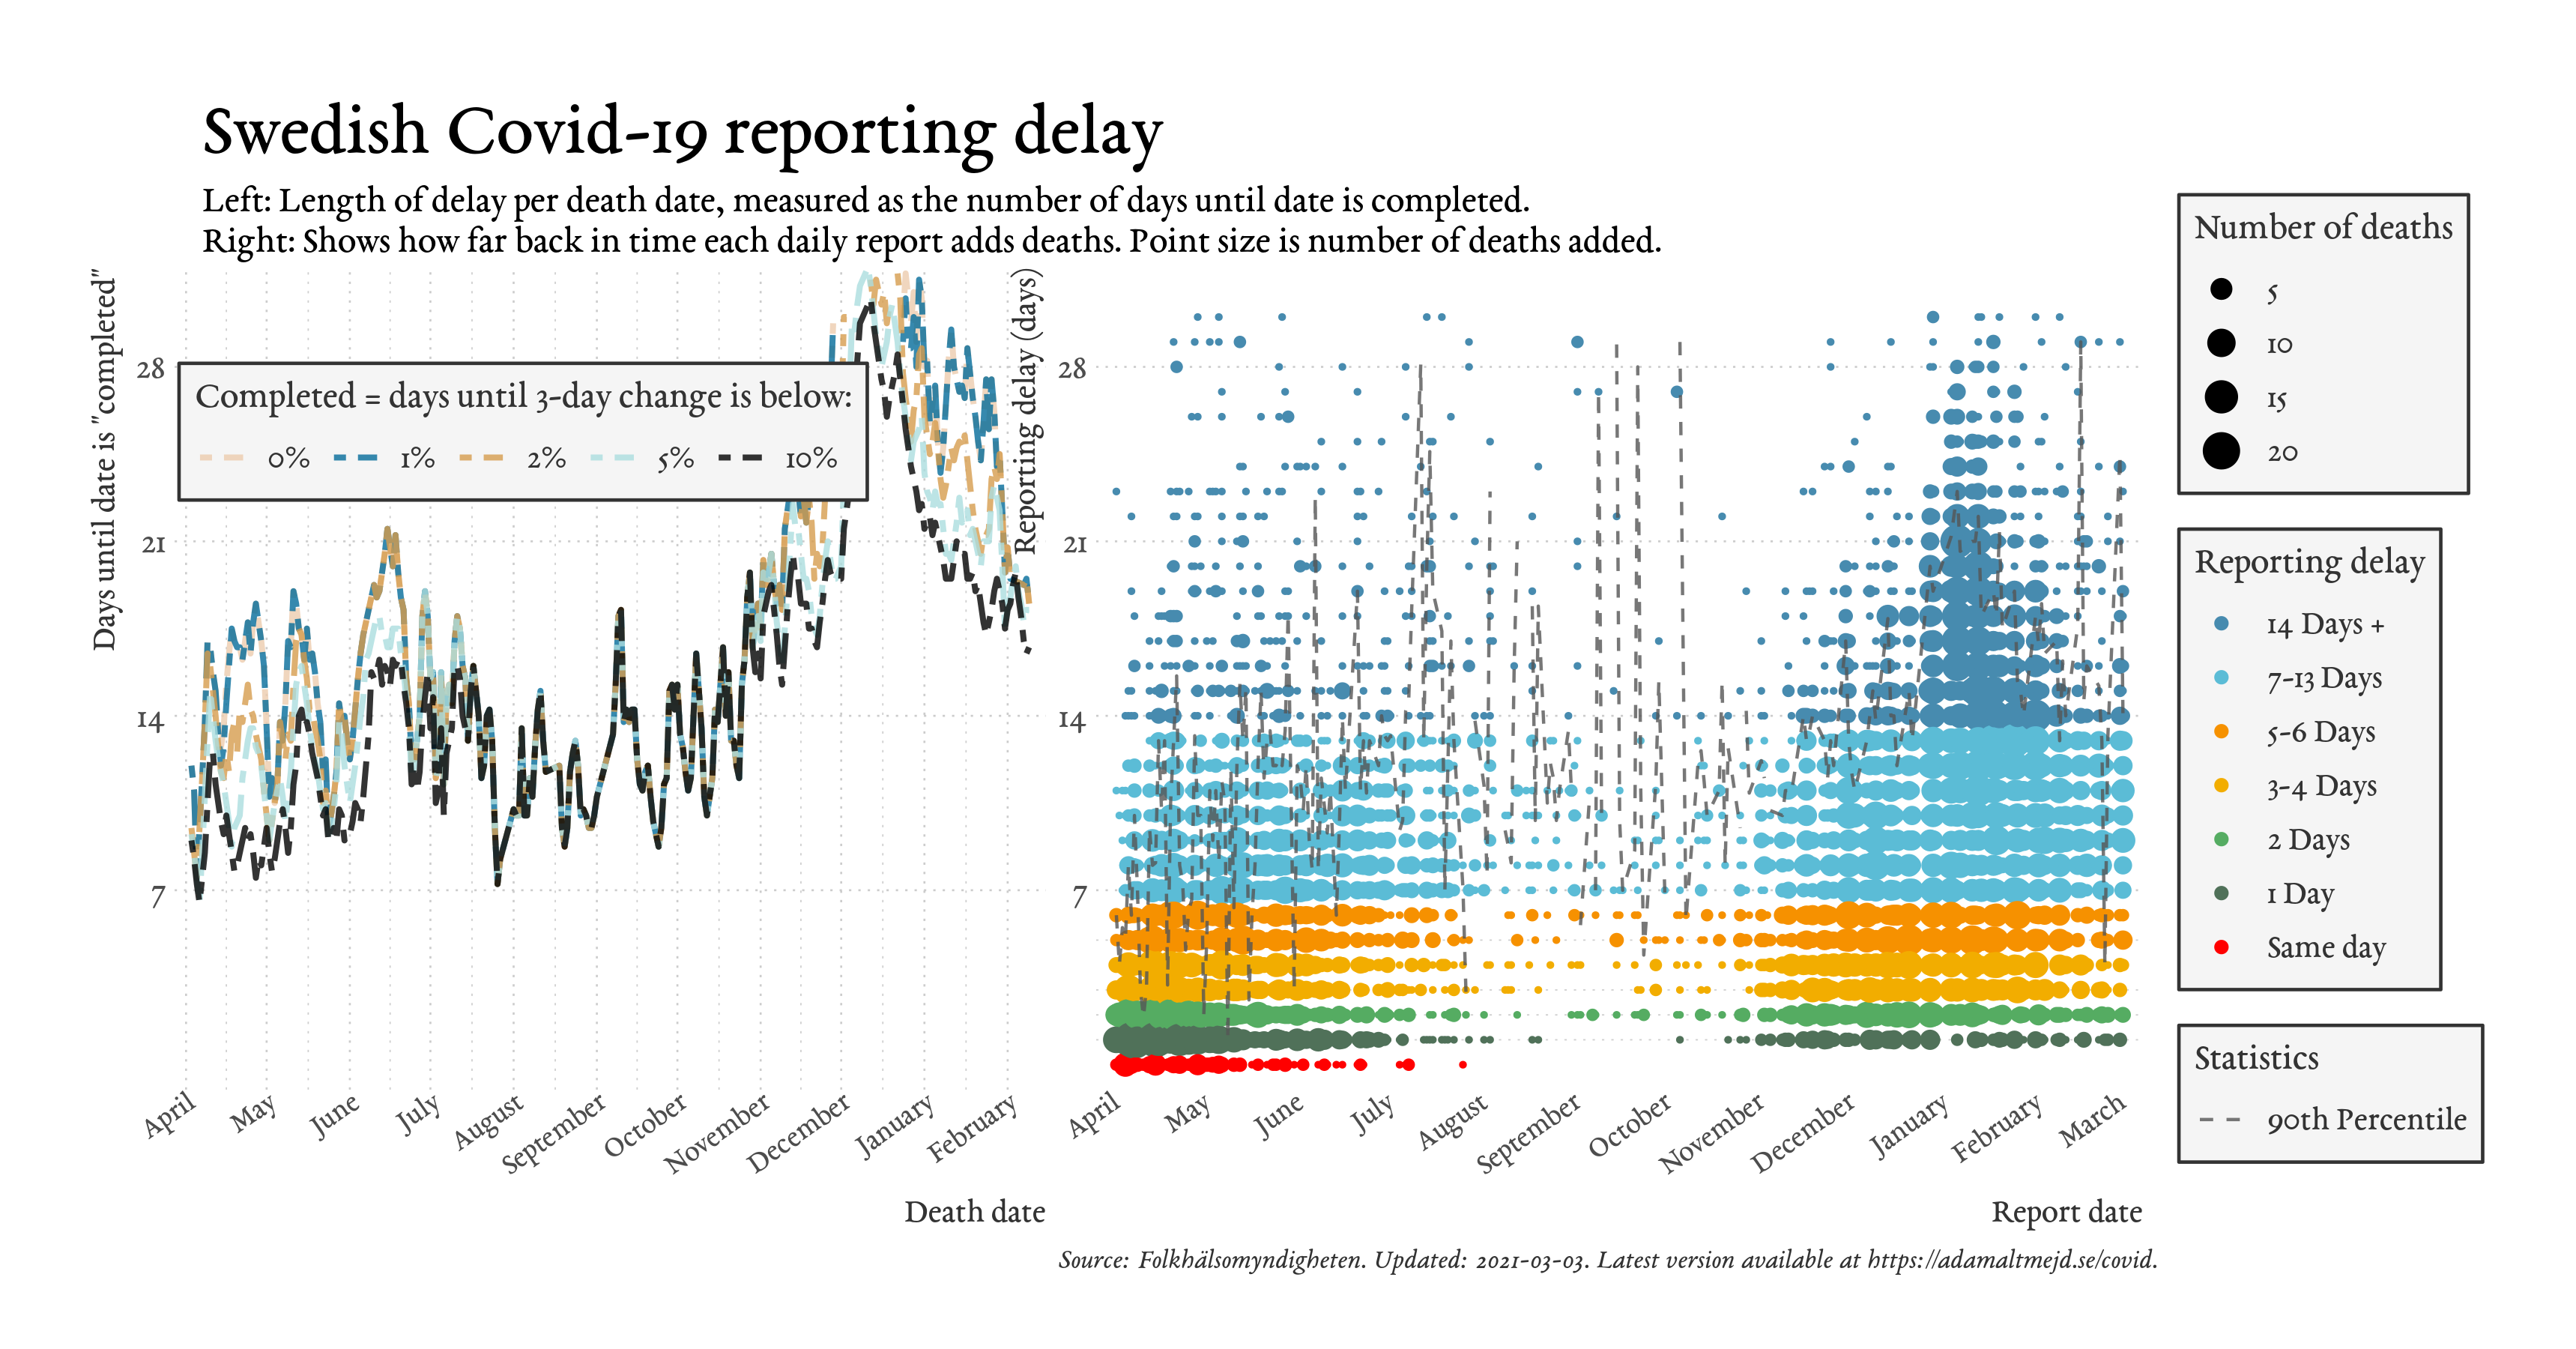 Swedish Covid-19 reporting delay
Left: Length of delay per death date, measured as the number of days until date is completed.
Right: Shows how far back in time each daily report adds deaths. Point size is number of deaths added.
Days until date is "completed"
28
21
14
7
Completed = days until 3-day change is below:
0% 1% 2% 5% 10%
April May June July August September October November December January February
Death date
Reporting delay (days)
28
21
14
7
April May June July August September October November December January February March
Report date
Number of deaths
5
10
15
20
Reporting delay
14 Days +
7-13 Days
5-6 Days
3-4 Days
2 Days
1 Day
Same day
Statistics
90th Percentile
Source: Folkhälsomyndigheten. Updated: 2021-03-03. Latest version available at https://adamaltmejd.se/covid.